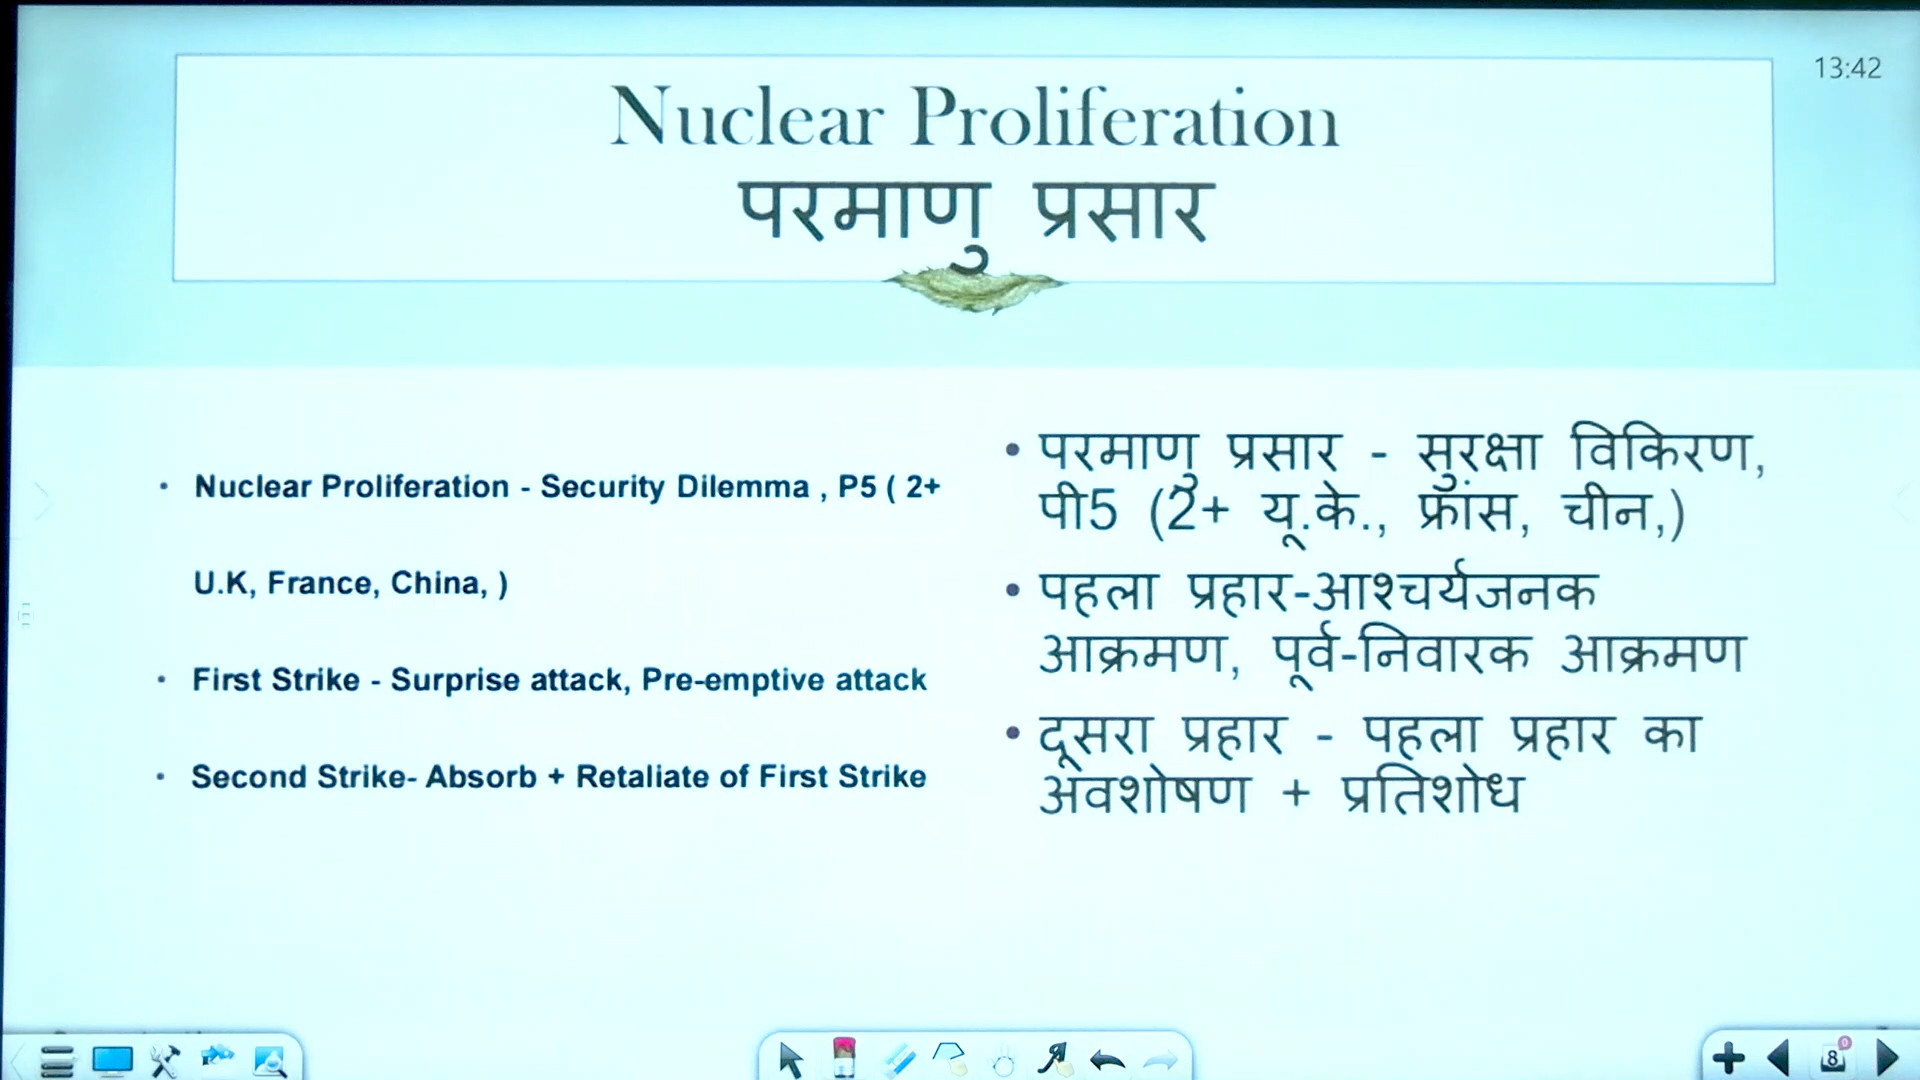 13:42
Nuclear Proliferation
परमाणु प्रसार
• Nuclear Proliferation - Security Dilemma , P5 ( 2+
U.K, France, China, )
• First Strike - Surprise attack, Pre-emptive attack
• Second Strike- Absorb + Retaliate of First Strike
• परमाणु प्रसार - सुरक्षा विकिरण,
पी5 (2+ यू.के., फ्रांस, चीन,)
• पहला प्रहार-आश्चर्यजनक
आक्रमण, पूर्व-निवारक आक्रमण
• दूसरा प्रहार - पहला प्रहार का
अवशोषण + प्रतिशोध
8
0